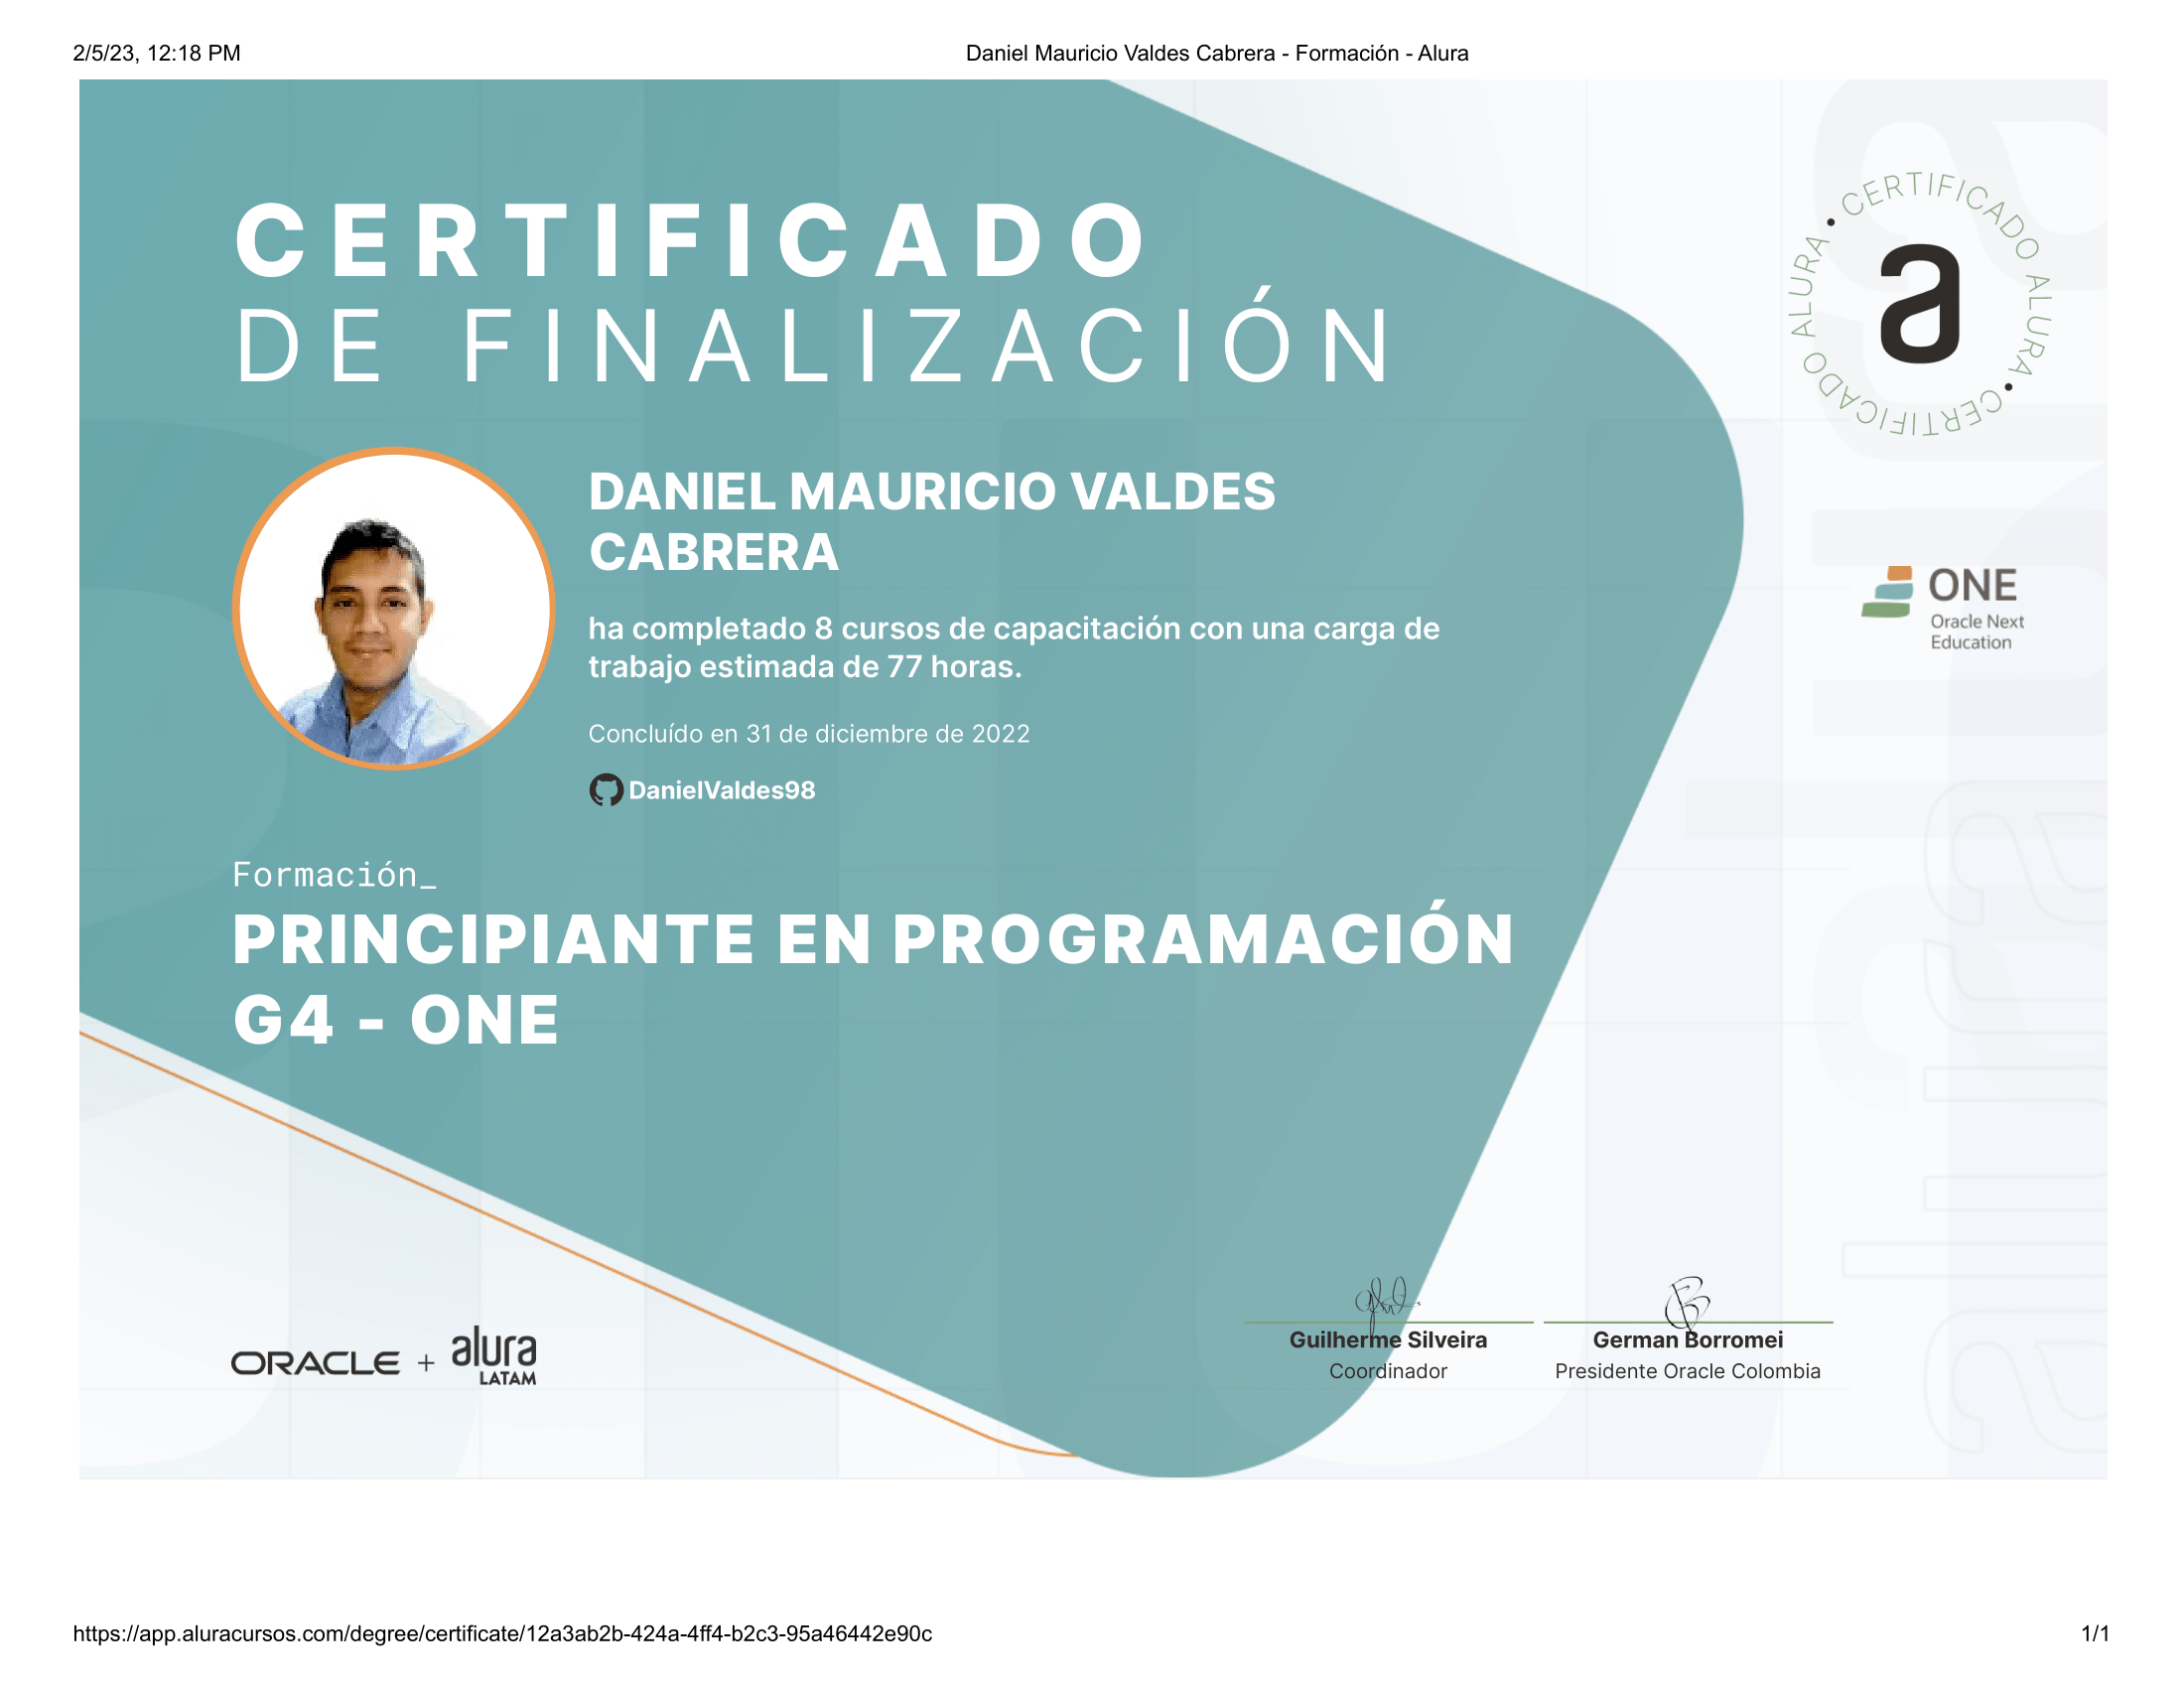 2/5/23, 12:18 PM
Daniel Mauricio Valdes Cabrera - Formación - Alura
CERTIFICADO
DE FINALIZACIÓN
CERTIFICADO ALURA • CERTIFICADO ALURA •
a
DANIEL MAURICIO VALDES
CABRERA
ha completado 8 cursos de capacitación con una carga de
trabajo estimada de 77 horas.
Concluído en 31 de diciembre de 2022
DanielValdes98
ONE
Oracle Next
Education
Formación_
PRINCIPIANTE EN PROGRAMACIÓN
G4 - ONE
ORACLE + alura
LATAM
Guilherme Silveira
Coordinador
German Borromei
Presidente Oracle Colombia
alura
https://app.aluracursos.com/degree/certificate/12a3ab2b-424a-4ff4-b2c3-95a46442e90c
1/1